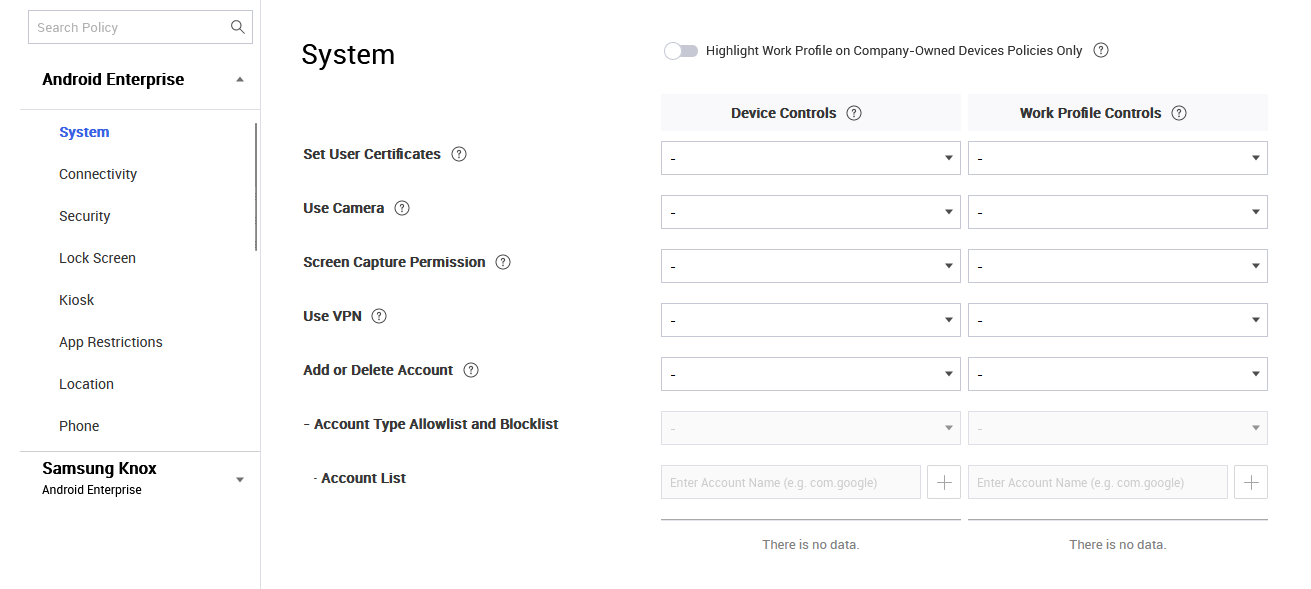 Search Policy
Android Enterprise
System
Connectivity
Security
Lock Screen
Kiosk
App Restrictions
Location
Phone
Samsung Knox
Android Enterprise
System
Highlight Work Profile on Company-Owned Devices Policies Only ?
Device Controls ? Work Profile Controls ?
Set User Certificates ? - -
Use Camera ? - -
Screen Capture Permission ? - -
Use VPN ? - -
Add or Delete Account ? - -
- Account Type Allowlist and Blocklist - -
· Account List Enter Account Name (e.g. com.google) + Enter Account Name (e.g. com.google) +
There is no data. There is no data.